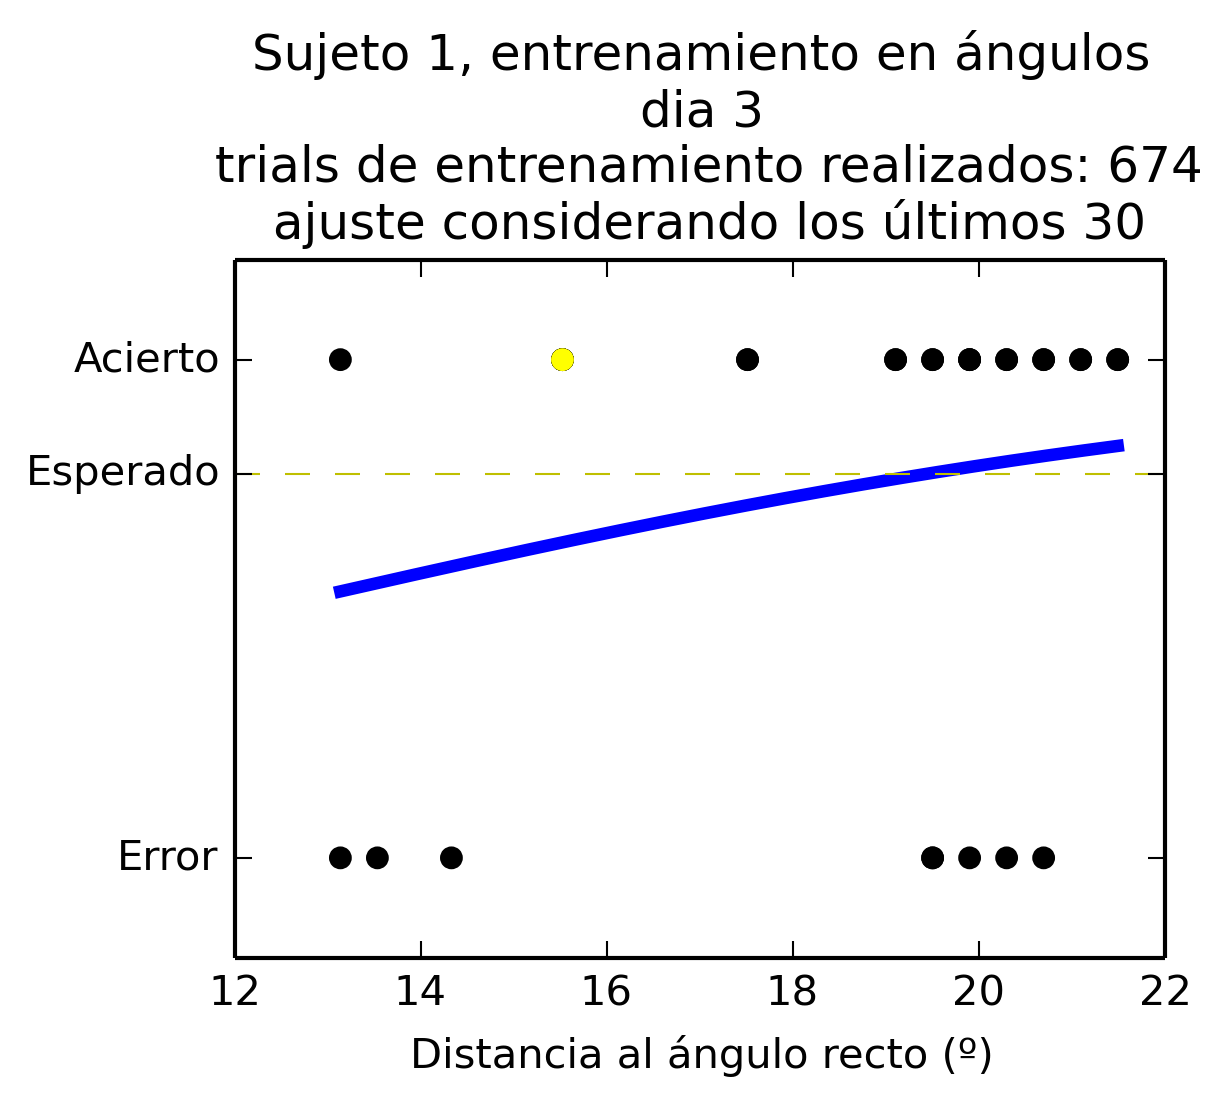 Sujeto 1, entrenamiento en ángulos
dia 3
trials de entrenamiento realizados: 674
ajuste considerando los últimos 30
Acierto
Esperado
Error
12 14 16 18 20 22
Distancia al ángulo recto (º)